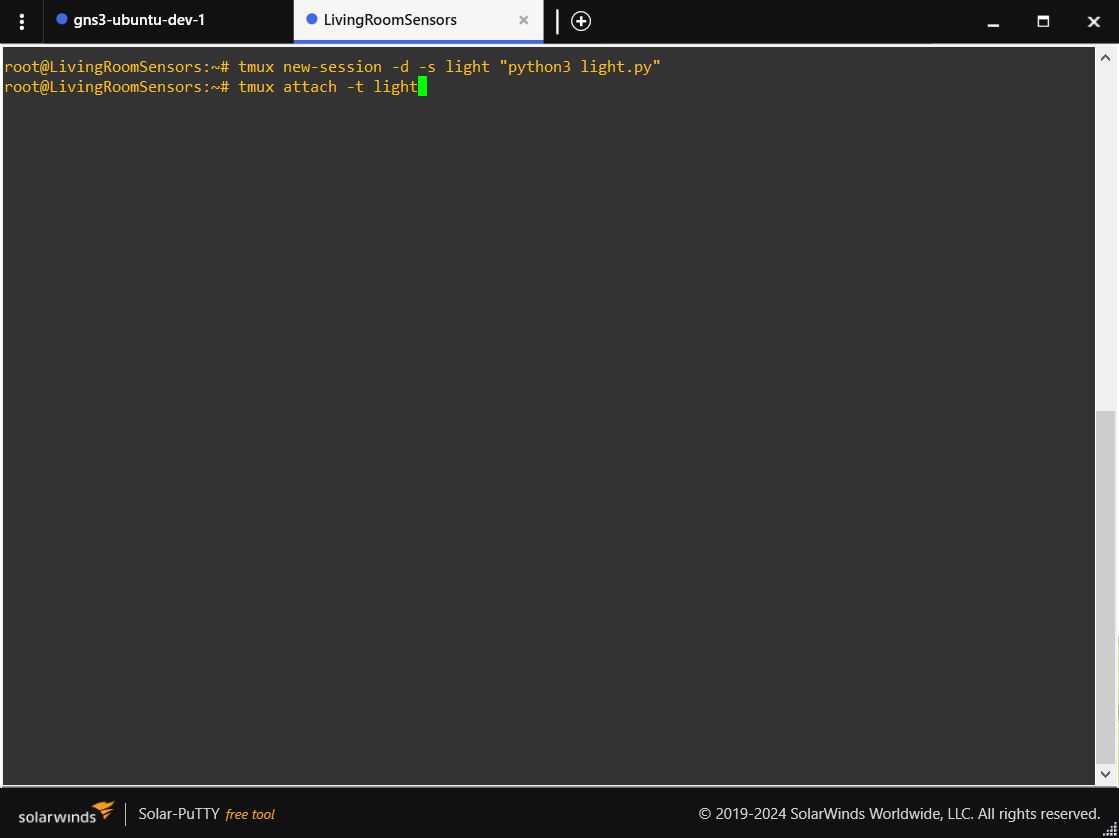 gns3-ubuntu-dev-1
LivingRoomSensors
root@LivingRoomSensors:~# tmux new-session -d -s light "python3 light.py"
root@LivingRoomSensors:~# tmux attach -t light
solarwinds
Solar-PuTTY free tool
© 2019-2024 SolarWinds Worldwide, LLC. All rights reserved.